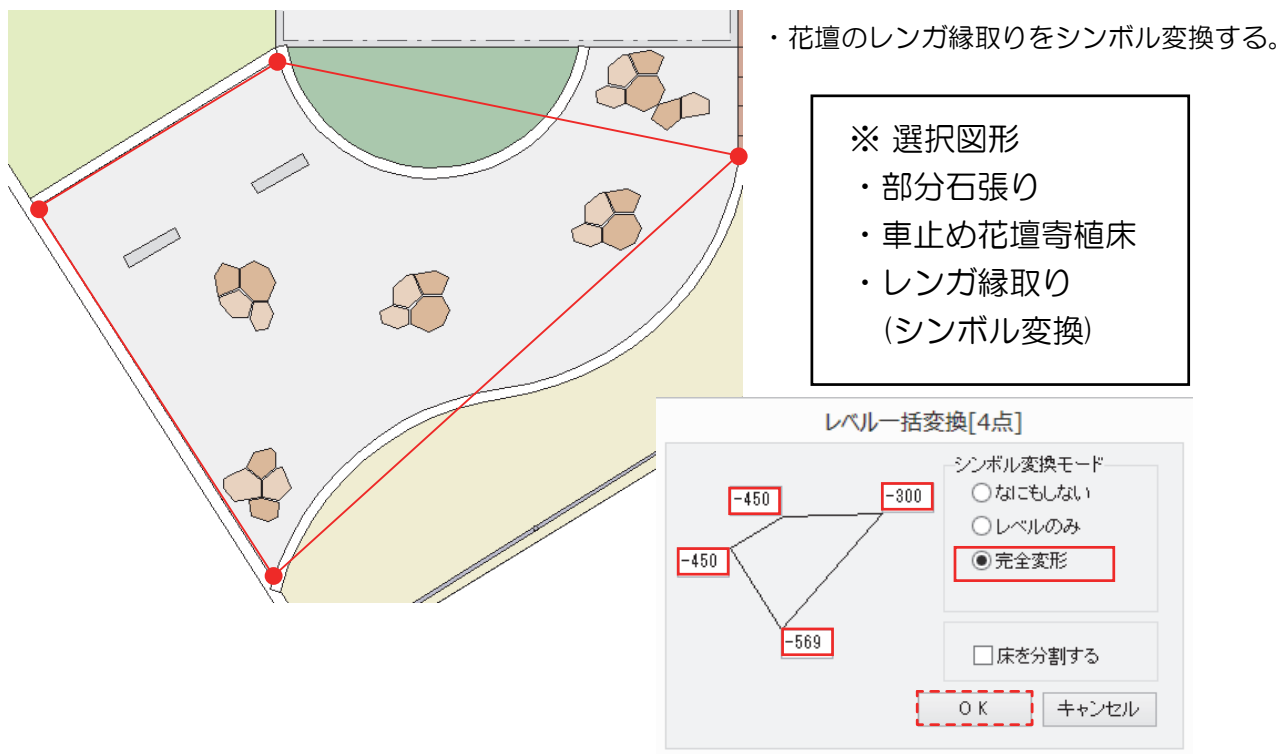 ・花壇のレンガ縁取りをシンボル変換する。
※ 選択図形
・部分石張り
・車止め花壇寄植床
・レンガ縁取り
(シンボル変換)
レベル一括変換[4点]
シンボル変換モード
なにもしない
レベルのみ
完全変形
-450
-300
-450
-569
床を分割する
OK
キャンセル